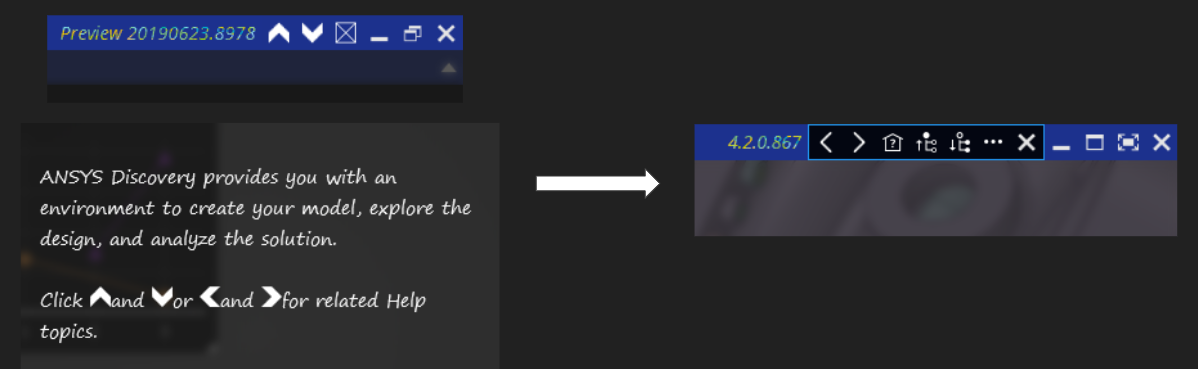 Preview 20190623.8978
ANSYS Discovery provides you with an
environment to create your model, explore the
design, and analyze the solution.
Click and or and for related Help
topics.
4.2.0.867